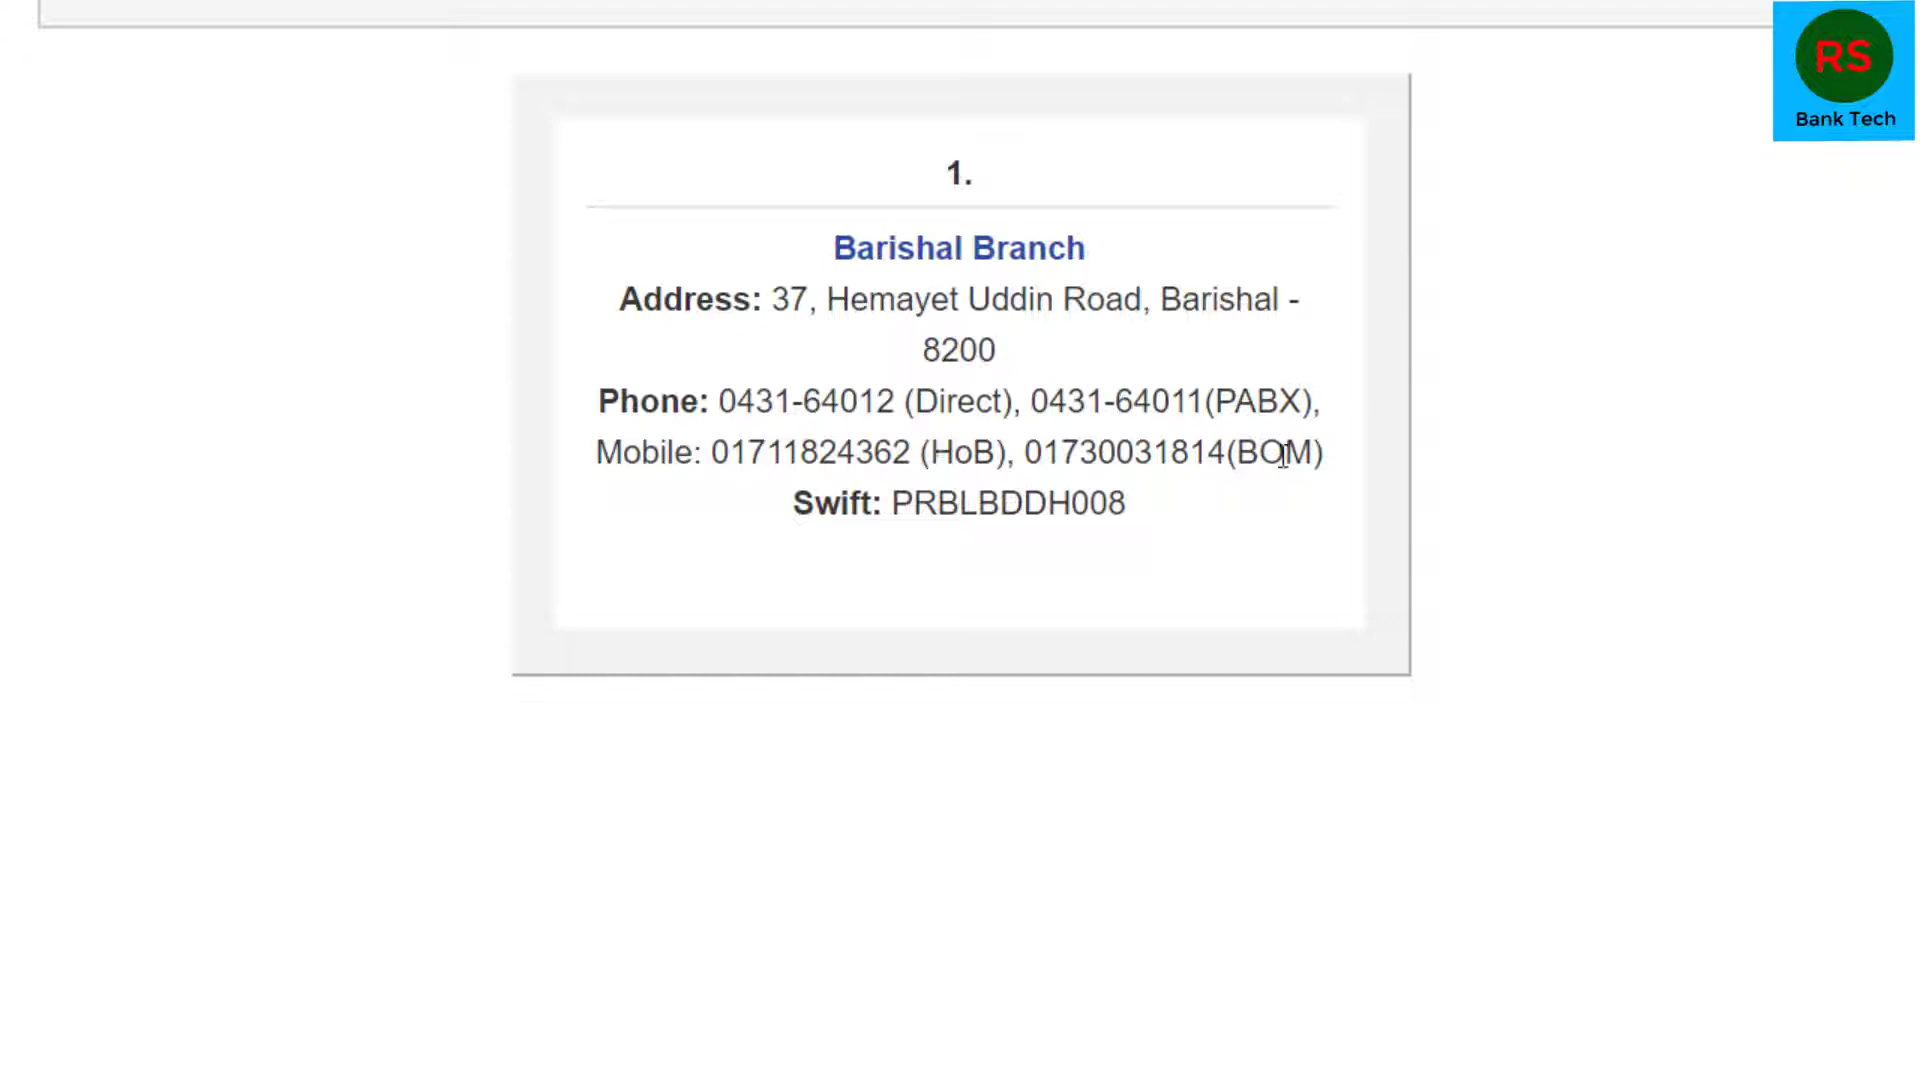 RS
Bank Tech
1.
Barishal Branch
Address: 37, Hemayet Uddin Road, Barishal -
8200
Phone: 0431-64012 (Direct), 0431-64011(PABX),
Mobile: 01711824362 (HoB), 01730031814(BOM)
Swift: PRBLBDDH008